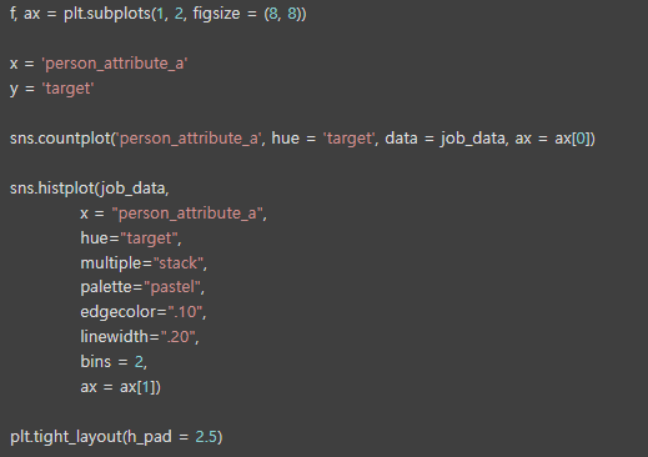 f, ax = plt.subplots(1, 2, figsize = (8, 8))
x = 'person_attribute_a'
y = 'target'
sns.countplot('person_attribute_a', hue = 'target', data = job_data, ax = ax[0])
sns.histplot(job_data,
x = "person_attribute_a",
hue="target",
multiple="stack",
palette="pastel",
edgecolor=".10",
linewidth=".20",
bins = 2,
ax = ax[1])
plt.tight_layout(h_pad = 2.5)